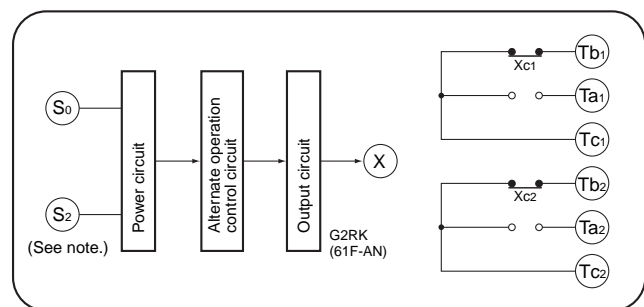 S0
S2
(See note.)
Power circuit
Alternate operation
control circuit
Output circuit
X
G2RK
(61F-AN)
Xc1
Tb1
Ta1
Tc1
Xc2
Tb2
Ta2
Tc2